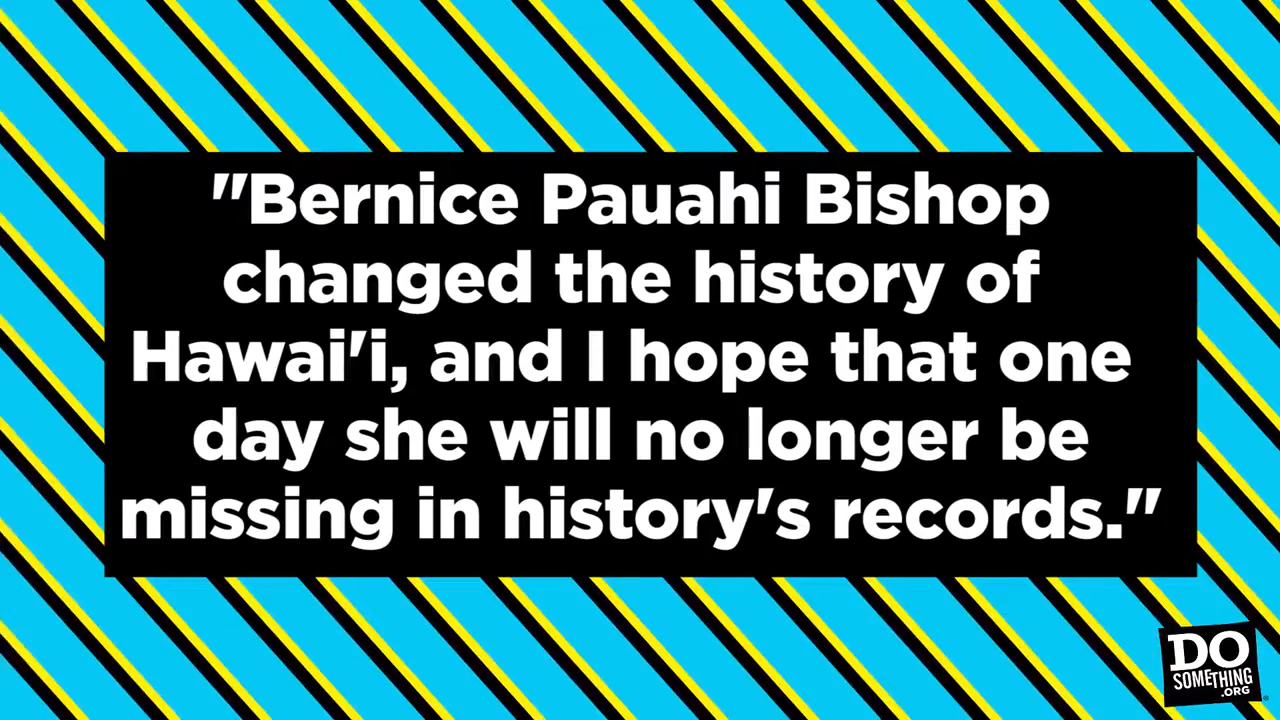 "Bernice Pauahi Bishop
changed the history of
Hawai'i, and I hope that one
day she will no longer be
missing in history's records."
DO
SOMETHING
.ORG
®